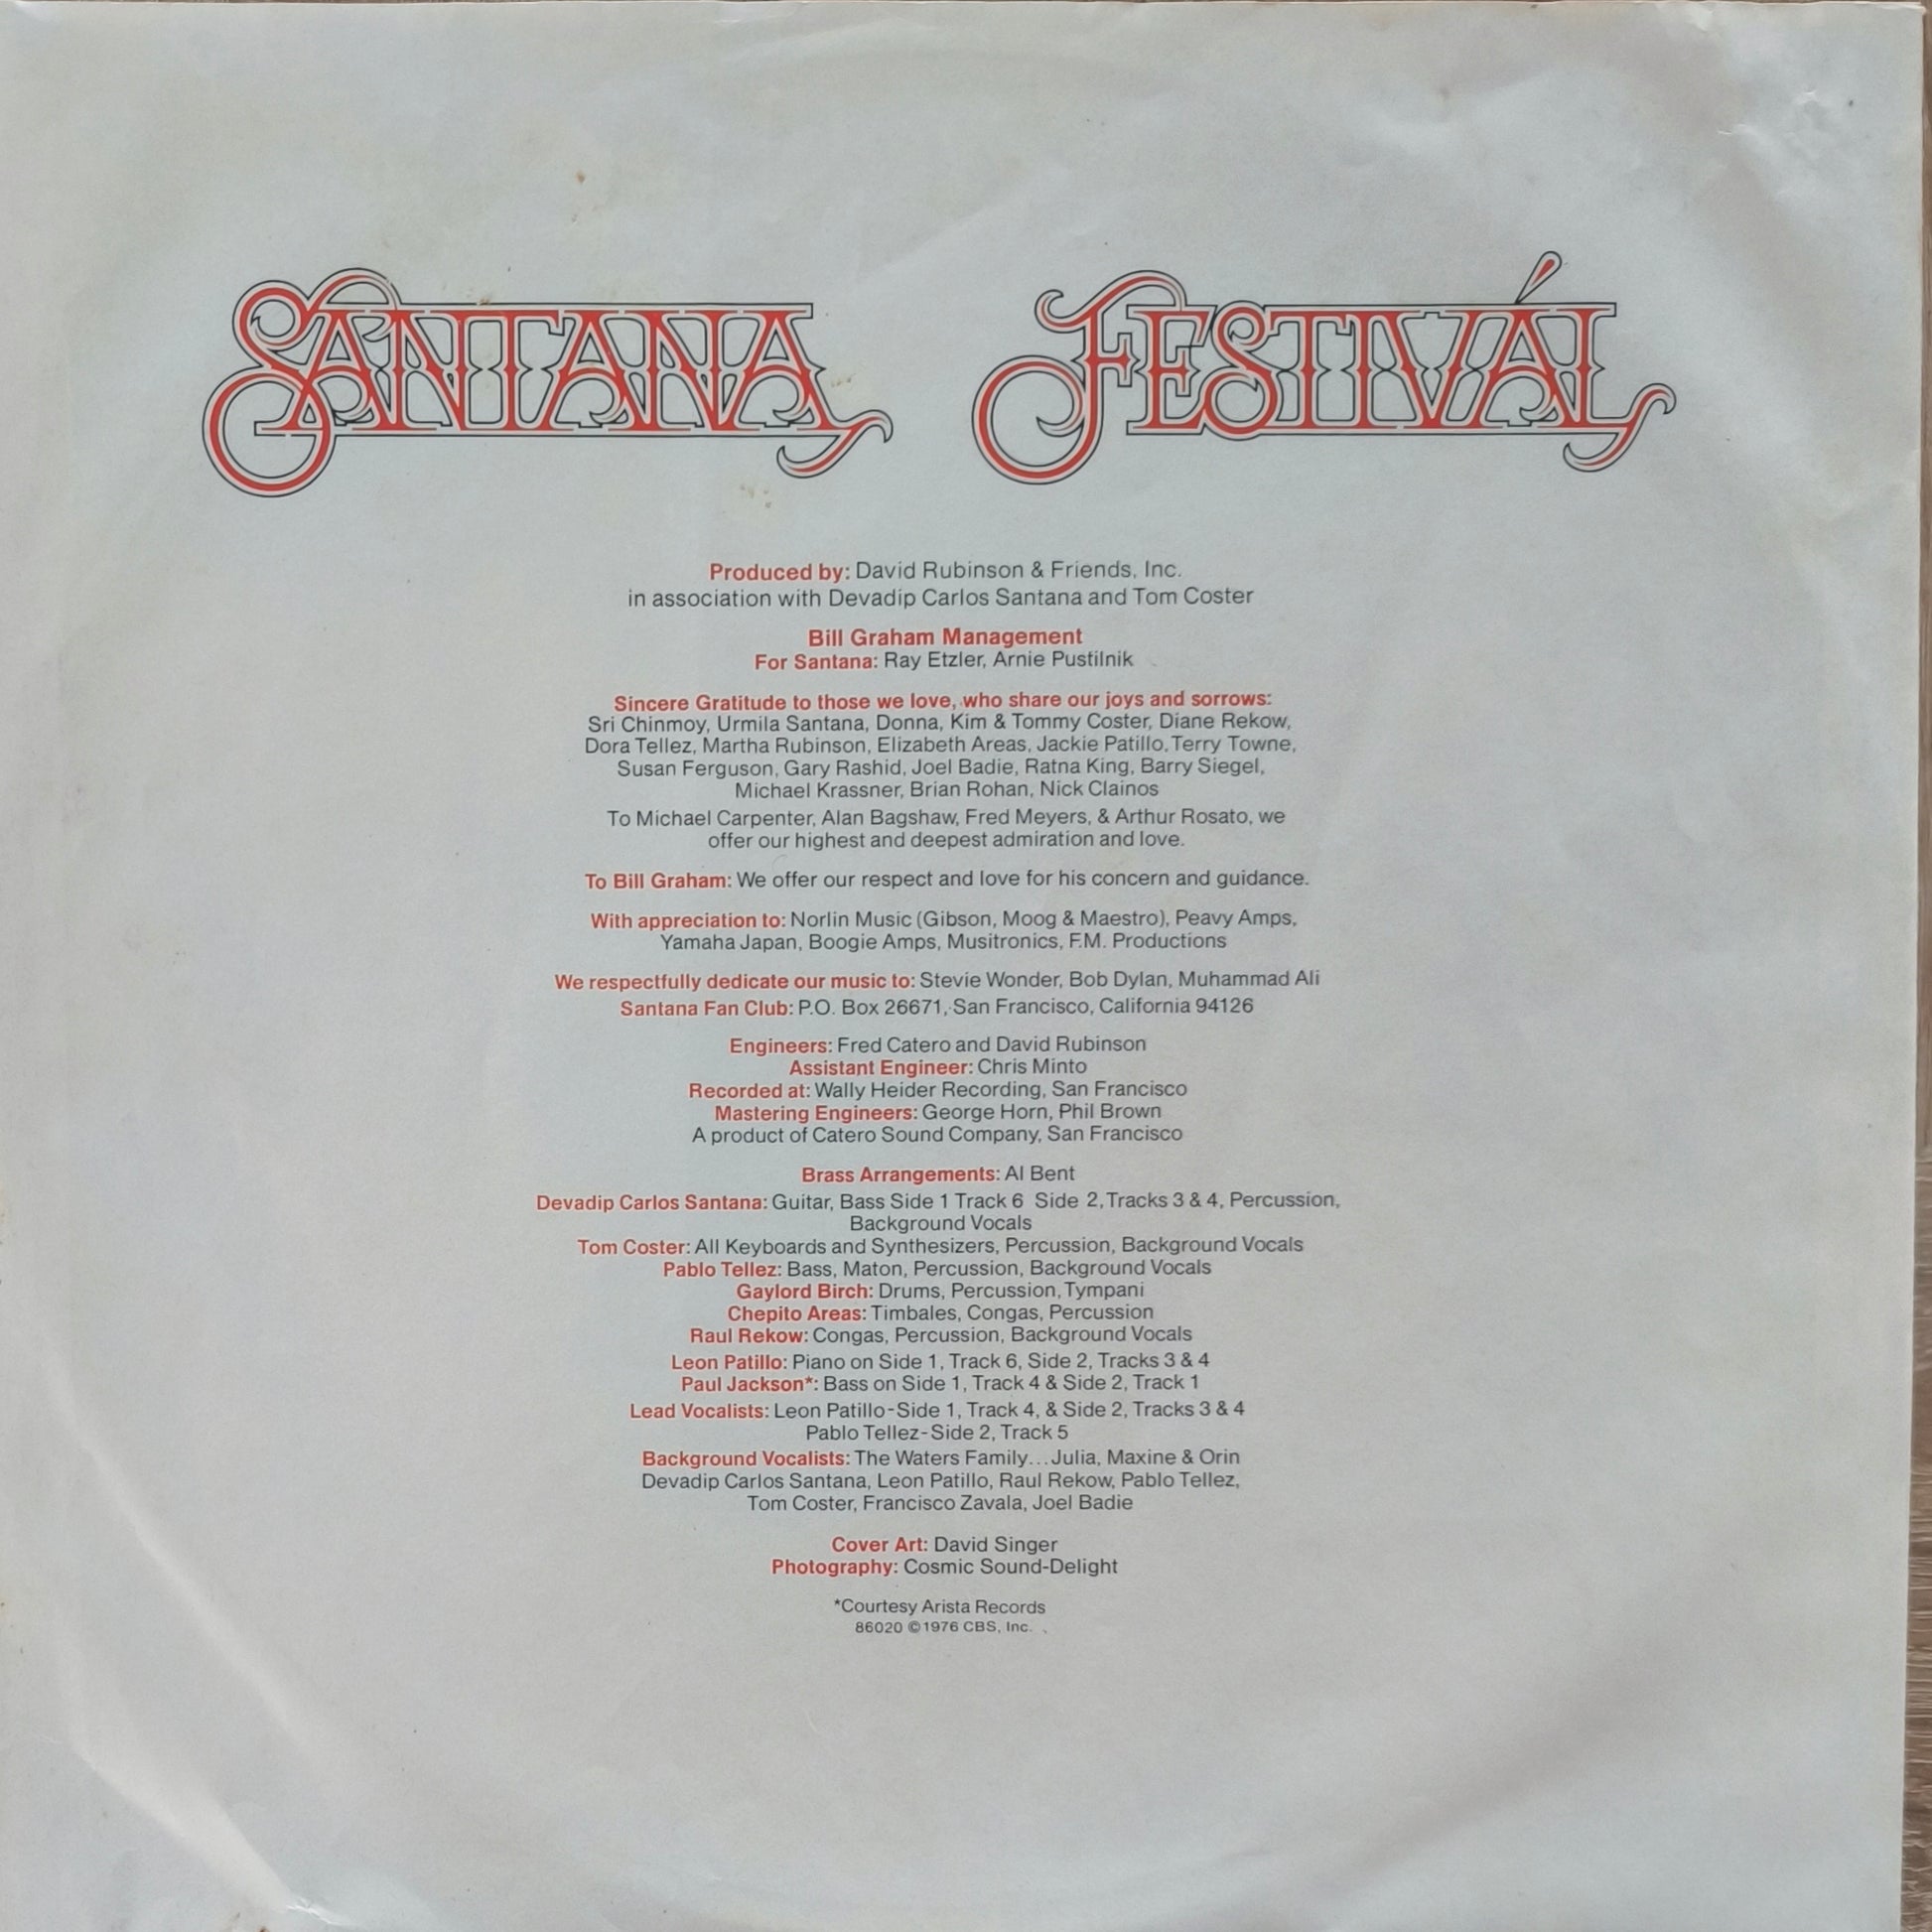 SANTANA FESTIVÁL
Produced by: David Rubinson & Friends, Inc.
in association with Devadip Carlos Santana and Tom Coster
Bill Graham Management
For Santana: Ray Etzler, Arnie Pustilnik
Sincere Gratitude to those we love, who share our joys and sorrows:
Sri Chinmoy, Urmila Santana, Donna, Kim & Tommy Coster, Diane Rekow,
Dora Tellez, Martha Rubinson, Elizabeth Areas, Jackie Patillo, Terry Towne,
Susan Ferguson, Gary Rashid, Joel Badie, Ratna King, Barry Siegel,
Michael Krassner, Brian Rohan, Nick Clainos
To Michael Carpenter, Alan Bagshaw, Fred Meyers, & Arthur Rosato, we
offer our highest and deepest admiration and love.
To Bill Graham: We offer our respect and love for his concern and guidance.
With appreciation to: Norlin Music (Gibson, Moog & Maestro), Peavy Amps,
Yamaha Japan, Boogie Amps, Musitronics, F.M. Productions
We respectfully dedicate our music to: Stevie Wonder, Bob Dylan, Muhammad Ali
Santana Fan Club: P.O. Box 26671, San Francisco, California 94126
Engineers: Fred Catero and David Rubinson
Assistant Engineer: Chris Minto
Recorded at: Wally Heider Recording, San Francisco
Mastering Engineers: George Horn, Phil Brown
A product of Catero Sound Company, San Francisco
Brass Arrangements: Al Bent
Devadip Carlos Santana: Guitar, Bass Side 1 Track 6 Side 2, Tracks 3 & 4, Percussion,
Background Vocals
Tom Coster: All Keyboards and Synthesizers, Percussion, Background Vocals
Pablo Tellez: Bass, Maton, Percussion, Background Vocals
Gaylord Birch: Drums, Percussion, Tympani
Chepito Areas: Timbales, Congas, Percussion
Raul Rekow: Congas, Percussion, Background Vocals
Leon Patillo: Piano on Side 1, Track 6, Side 2, Tracks 3 & 4
Paul Jackson*: Bass on Side 1, Track 4 & Side 2, Track 1
Lead Vocalists: Leon Patillo-Side 1, Track 4, & Side 2, Tracks 3 & 4
Pablo Tellez-Side 2, Track 5
Background Vocalists: The Waters Family...Julia, Maxine & Orin
Devadip Carlos Santana, Leon Patillo, Raul Rekow, Pablo Tellez,
Tom Coster, Francisco Zavala, Joel Badie
Cover Art: David Singer
Photography: Cosmic Sound-Delight
*Courtesy Arista Records
86020 ©1976 CBS, Inc.